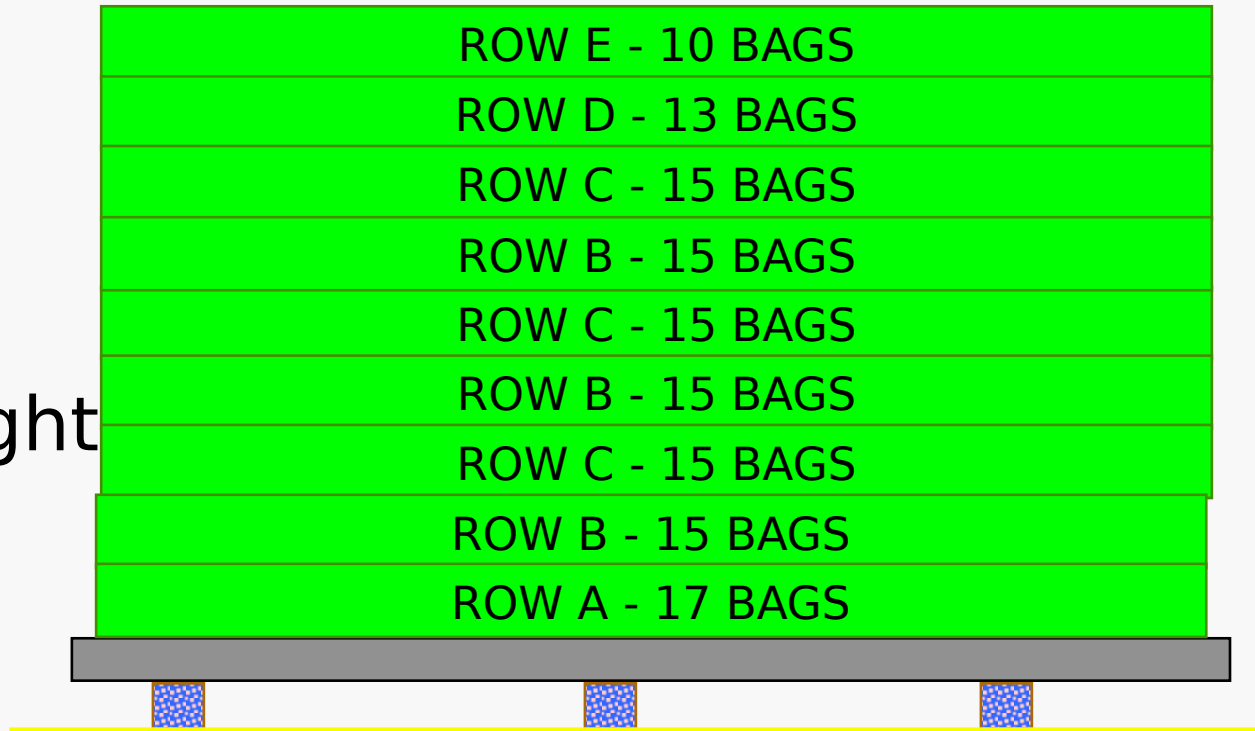 ROW E - 10 BAGS
ROW D - 13 BAGS
ROW C - 15 BAGS
ROW B - 15 BAGS
ROW C - 15 BAGS
ROW B - 15 BAGS
ght
ROW C - 15 BAGS
ROW B - 15 BAGS
ROW A - 17 BAGS